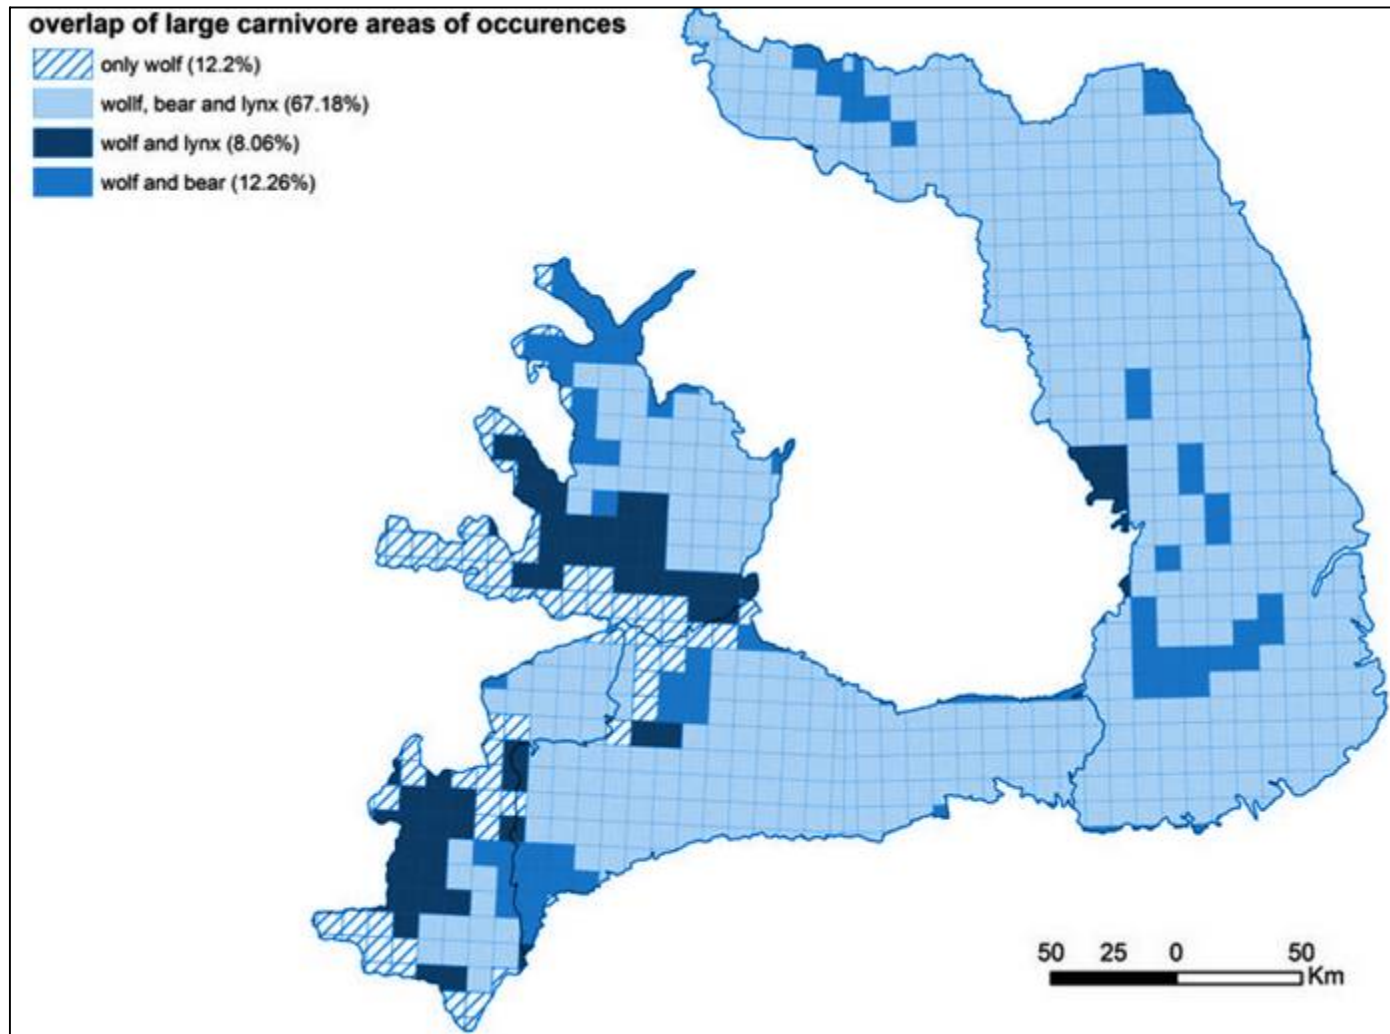 overlap of large carnivore areas of occurences
only wolf (12.2%)
wollf, bear and lynx (67.18%)
wolf and lynx (8.06%)
wolf and bear (12.26%)
50 25 0 50
Km